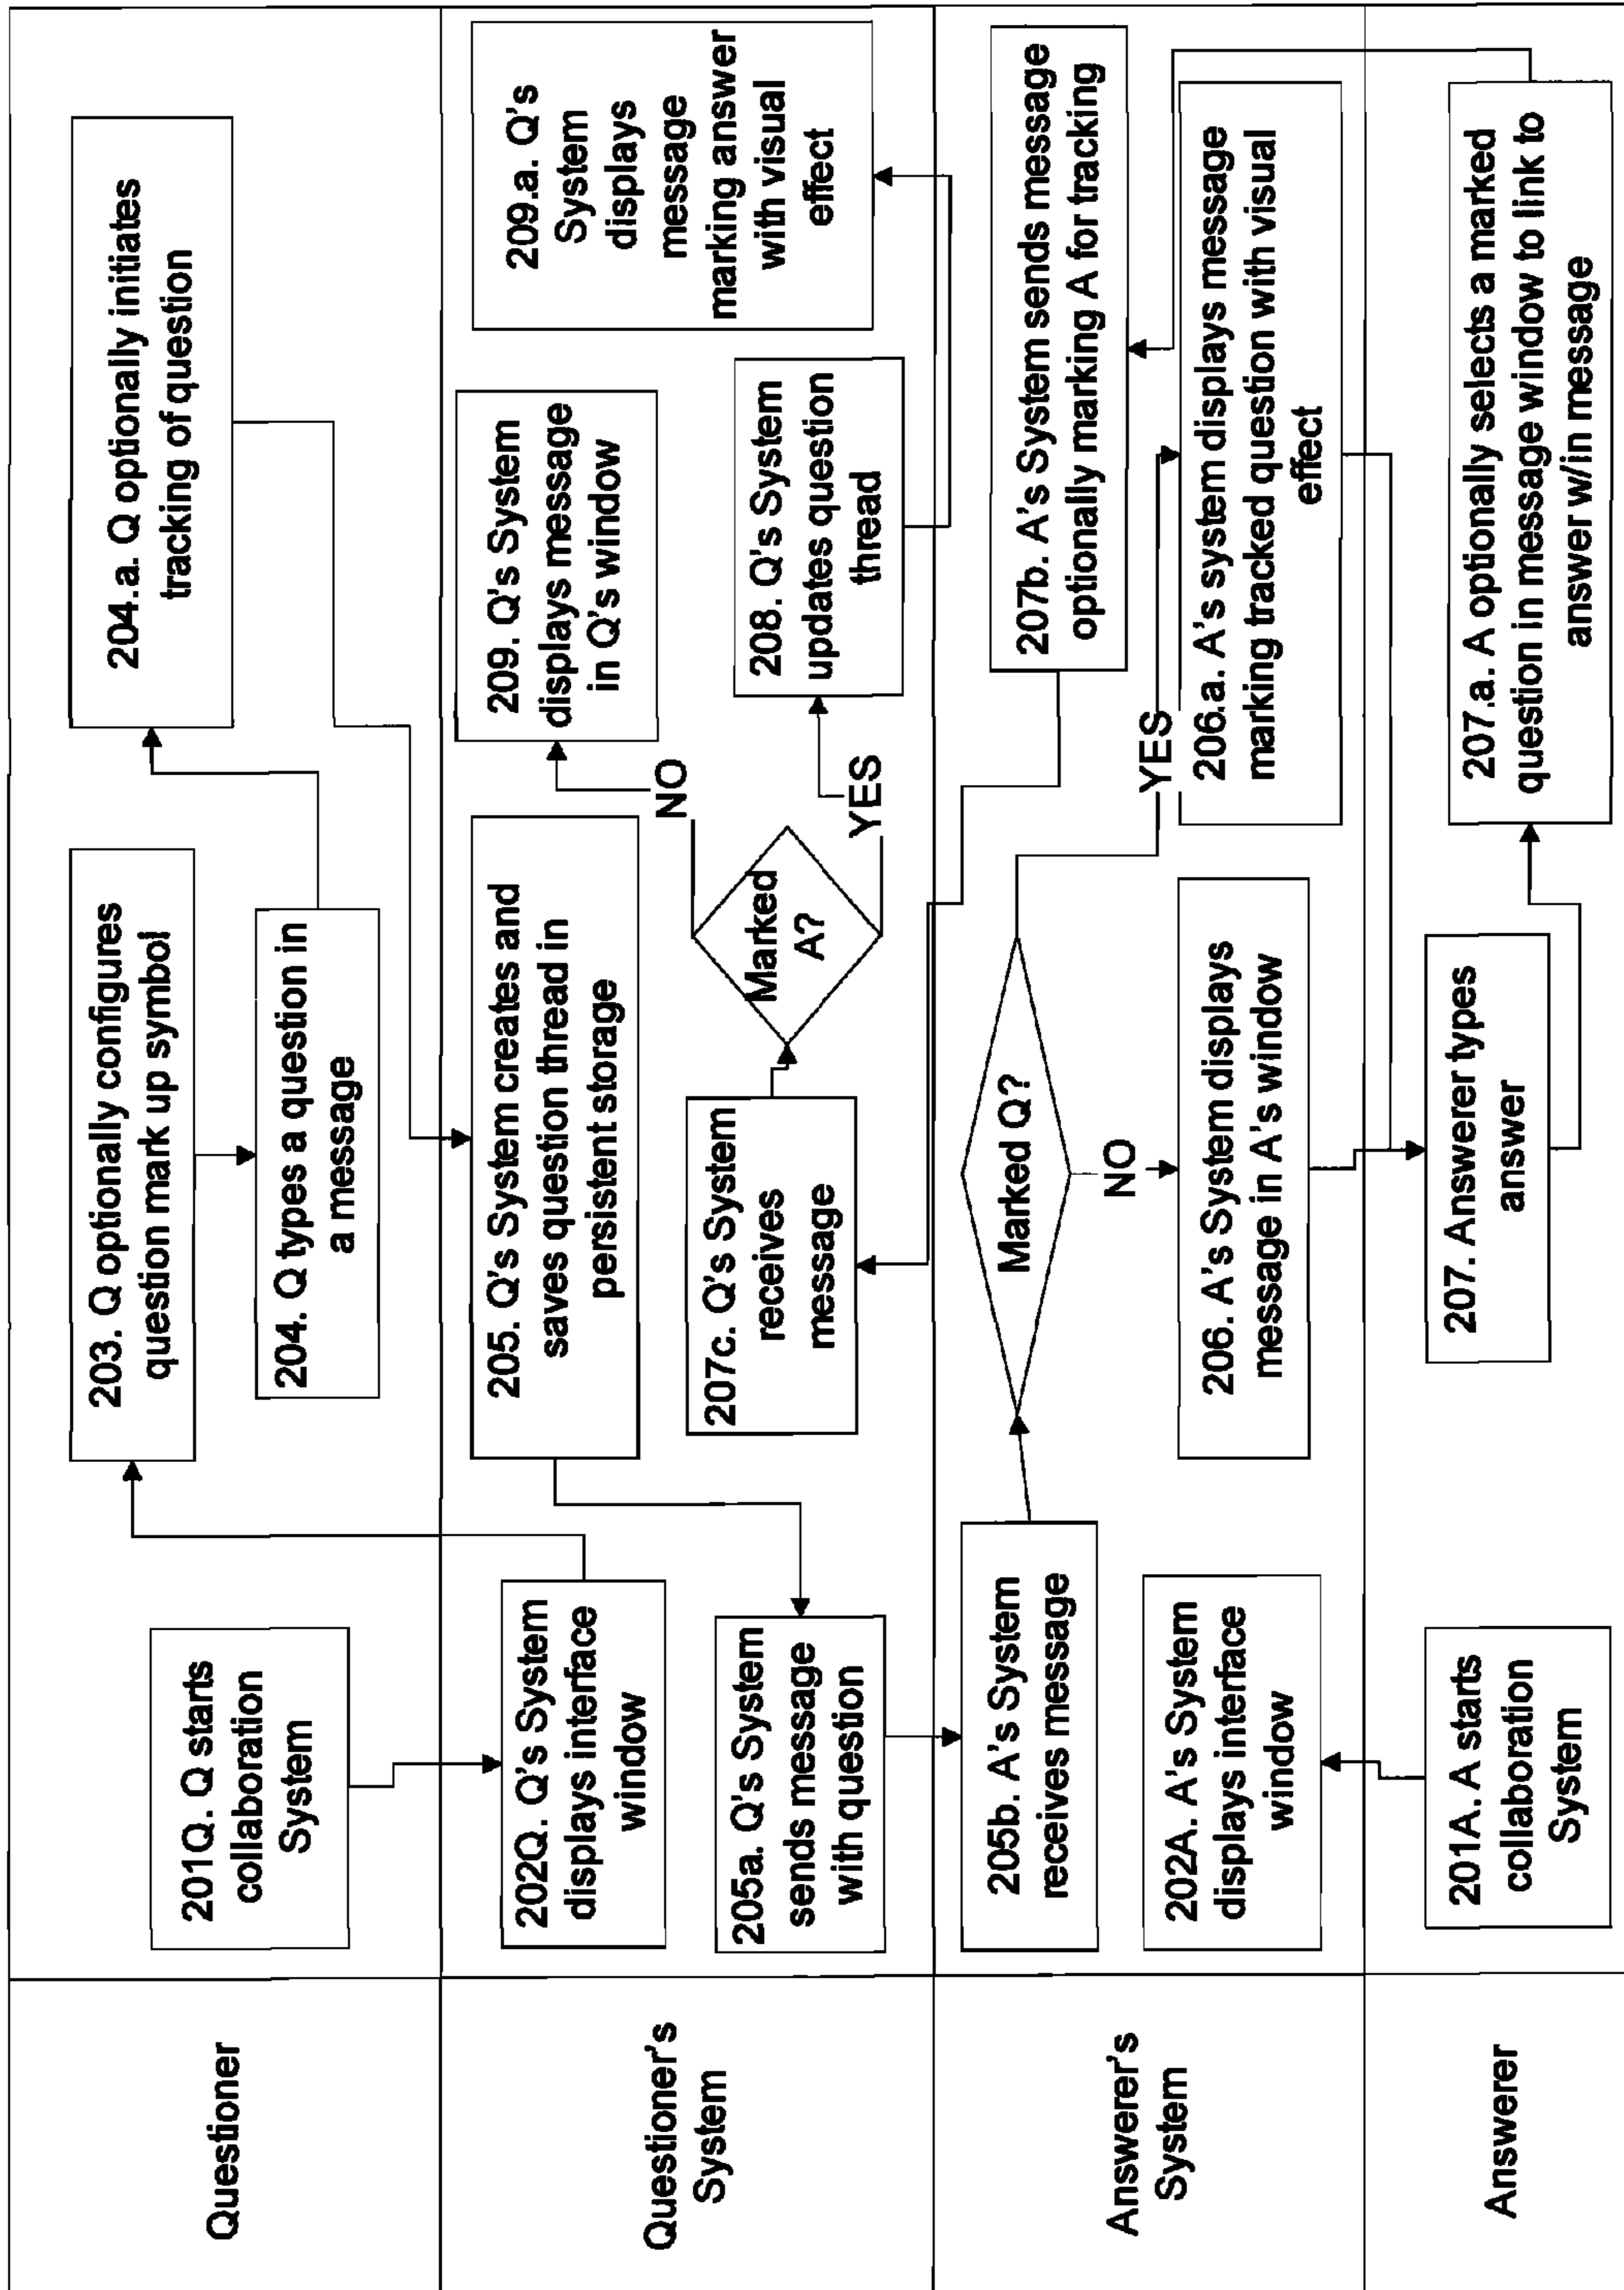 Questioner
201Q. Q starts
collaboration
System
203. Q optionally configures
question mark up symbol
204. Q types a question in
a message
204.a. Q optionally initiates
tracking of question
Questioner's
System
202Q. Q's System
displays interface
window
205a. Q's System
sends message
with question
205. Q's System creates and
saves question thread in
persistent storage
207c. Q's System
receives
message
Marked
A?
NO
YES
209. Q's System
displays message
in Q's window
208. Q's System
updates question
thread
209.a. Q's
System
displays
message
marking answer
with visual
effect
Answerer's
System
205b. A's System
receives message
202A. A's System
displays interface
window
Marked Q?
NO
YES
206. A's System displays
message in A's window
207b. A's System sends message
optionally marking A for tracking
206.a. A's system displays message
marking tracked question with visual
effect
Answerer
201A. A starts
collaboration
System
207. Answerer types
answer
207.a. A optionally selects a marked
question in message window to link to
answer w/in message